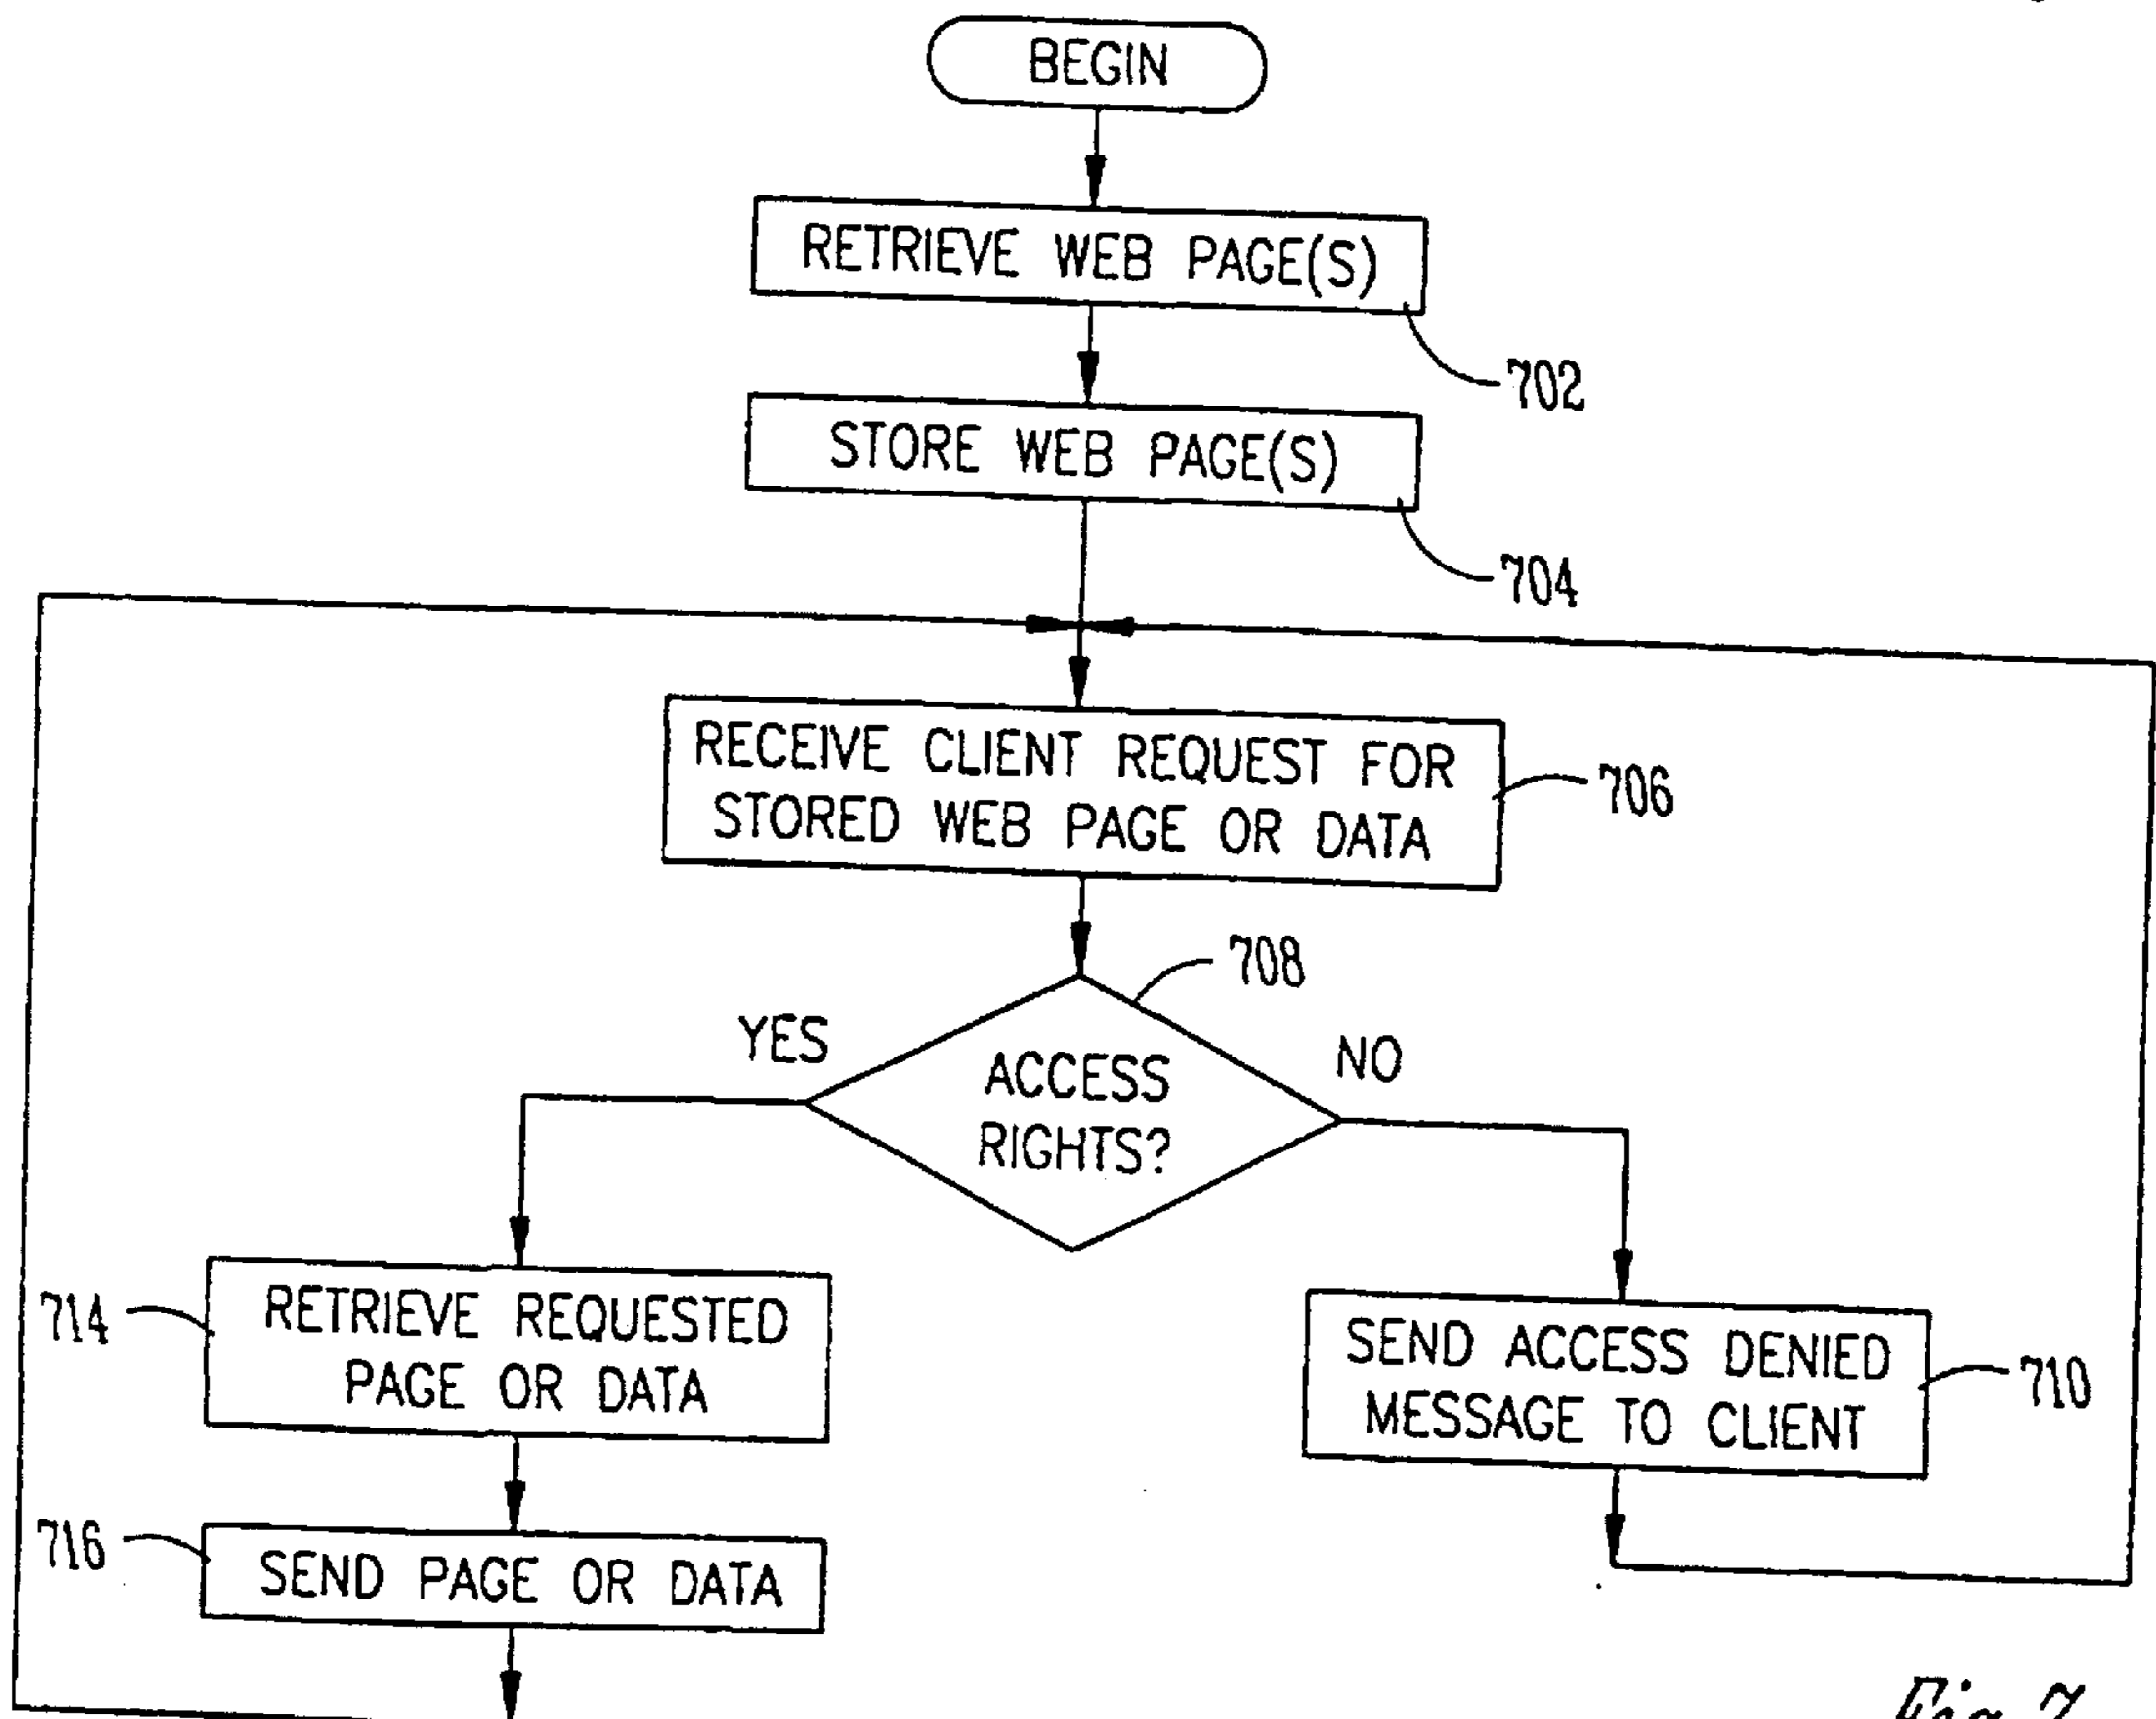 BEGIN
RETRIEVE WEB PAGE(S)
702
STORE WEB PAGE(S)
704
RECEIVE CLIENT REQUEST FOR
STORED WEB PAGE OR DATA
706
708
YES
NO
ACCESS
RIGHTS?
714
RETRIEVE REQUESTED
PAGE OR DATA
SEND ACCESS DENIED
MESSAGE TO CLIENT
710
716
SEND PAGE OR DATA
Fig. 7